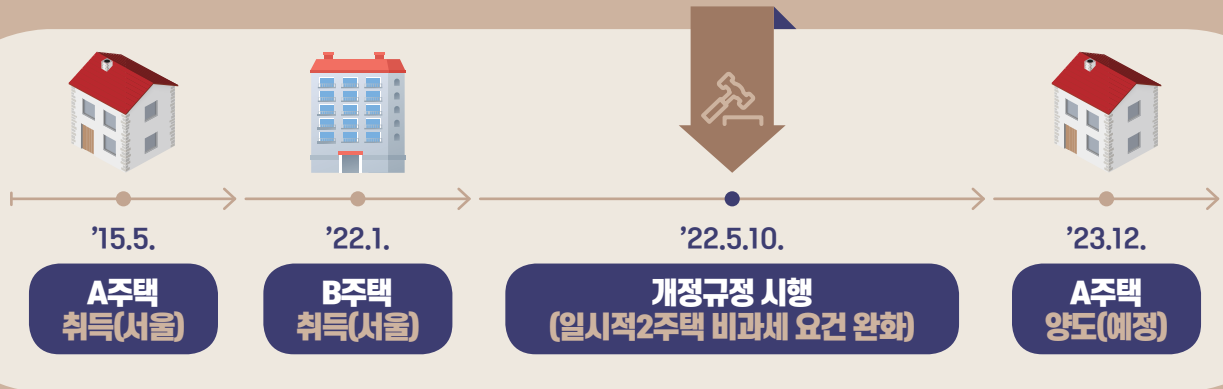 ’15.5.
A주택
취득(서울)
’22.1.
B주택
취득(서울)
’22.5.10.
개정규정 시행
(일시적2주택 비과세 요건 완화)
’23.12.
A주택
양도(예정)